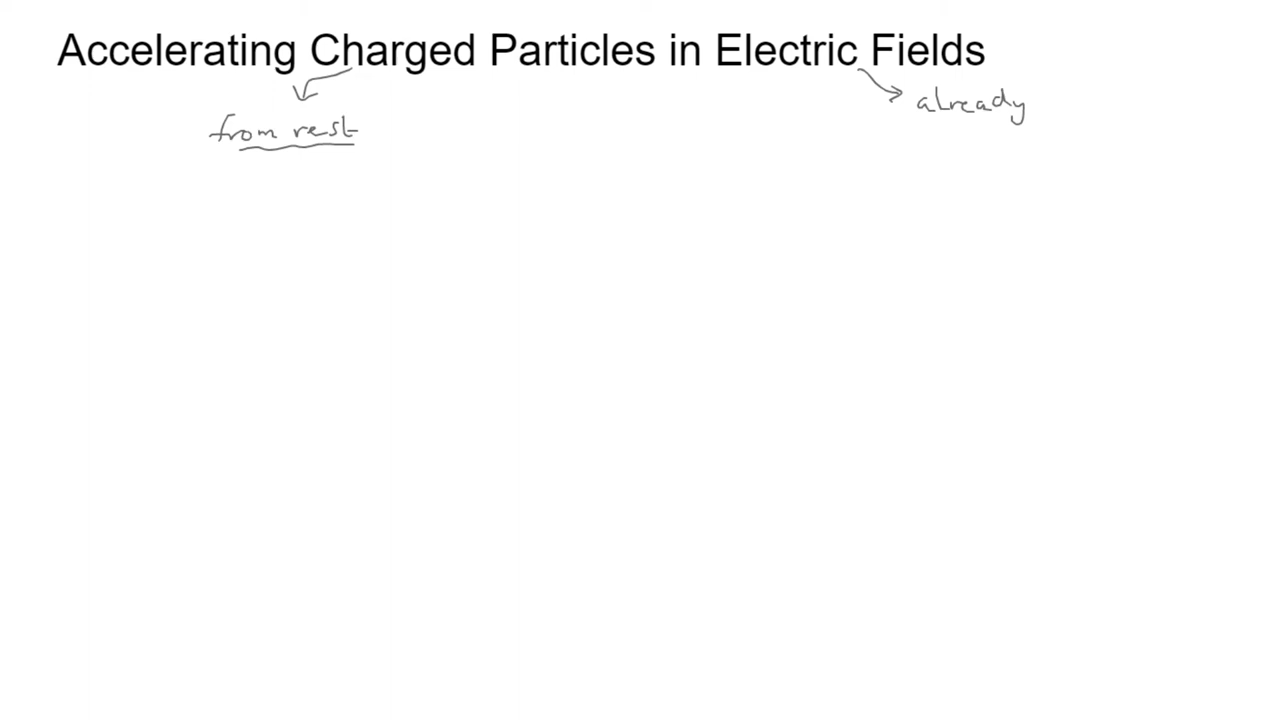 Accelerating Charged Particles in Electric Fields
already
from rest